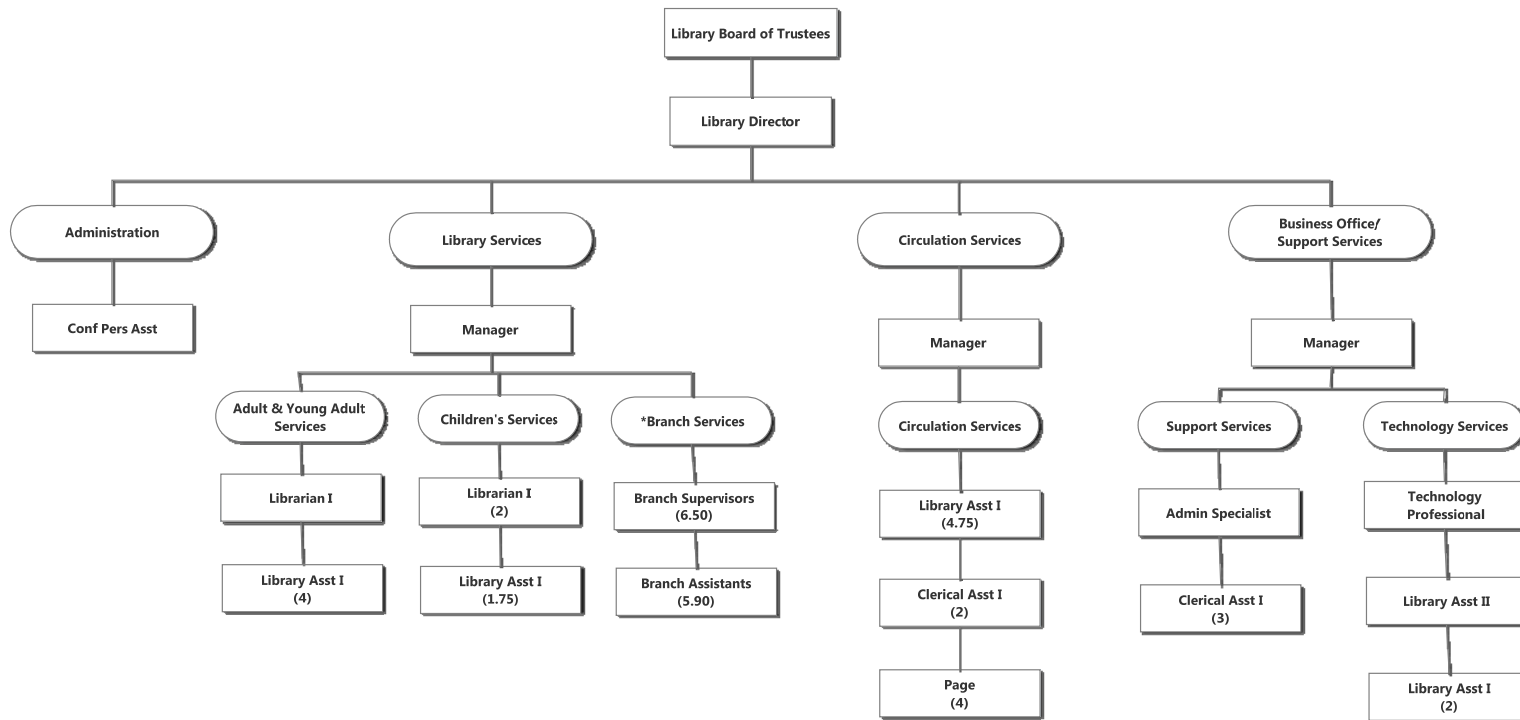 Library Board of Trustees
Library Director
Administration
Library Services
Circulation Services
Business Office/
Support Services
Conf Pers Asst
Manager
Manager
Manager
Adult & Young Adult
Services
Children's Services
*Branch Services
Circulation Services
Support Services
Technology Services
Librarian I
Librarian I
(2)
Branch Supervisors
(6.50)
Library Asst I
(4.75)
Admin Specialist
Technology
Professional
Library Asst I
(4)
Library Asst I
(1.75)
Branch Assistants
(5.90)
Clerical Asst I
(2)
Clerical Asst I
(3)
Library Asst II
Page
(4)
Library Asst I
(2)